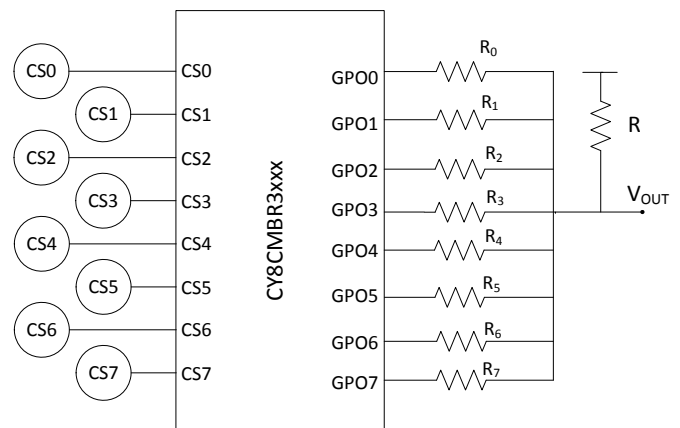 CS0
CS1
CS2
CS3
CS4
CS5
CS6
CS7
CS0
CS1
CS2
CS3
CS4
CS5
CS6
CS7
CY8CMBR3xxx
GPO0
GPO1
GPO2
GPO3
GPO4
GPO5
GPO6
GPO7
R0
R1
R2
R3
R4
R5
R6
R7
R
VOUT